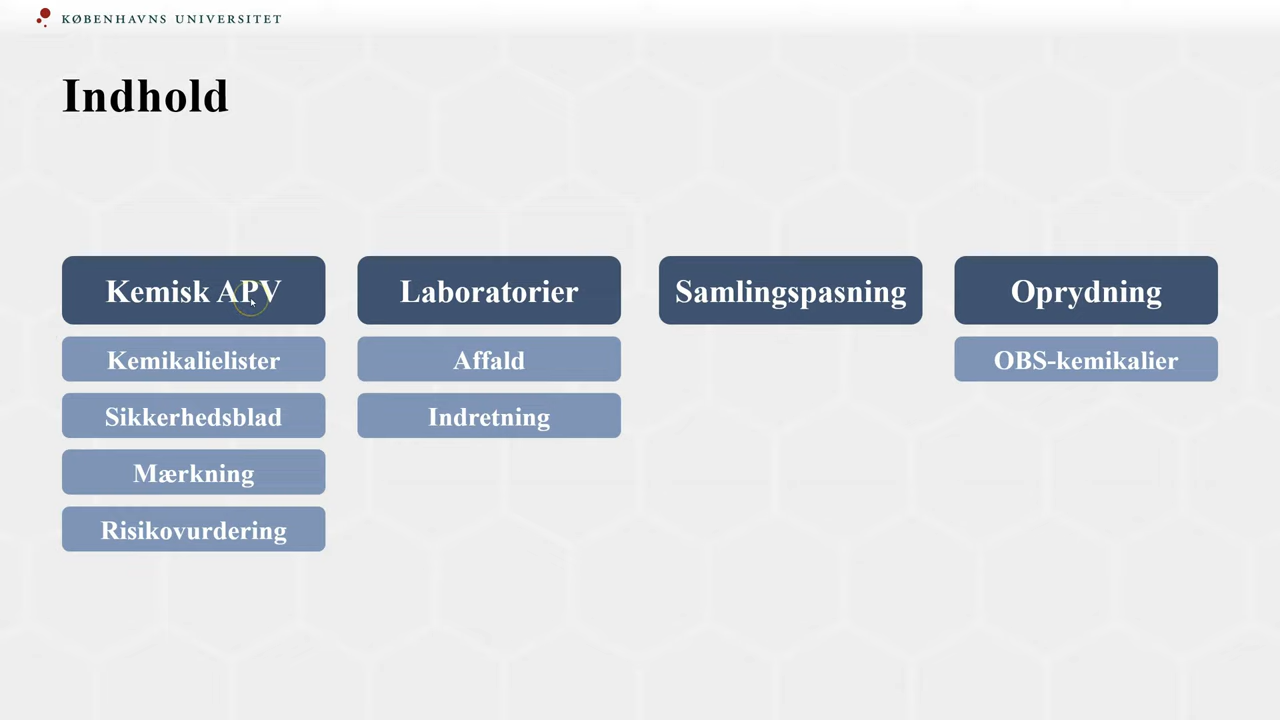 KØBENHAVNS UNIVERSITET
Indhold
Kemisk APV
Kemikalielister
Sikkerhedsblad
Mærkning
Risikovurdering
Laboratorier
Affald
Indretning
Samlingspasning
Oprydning
OBS-kemikalier